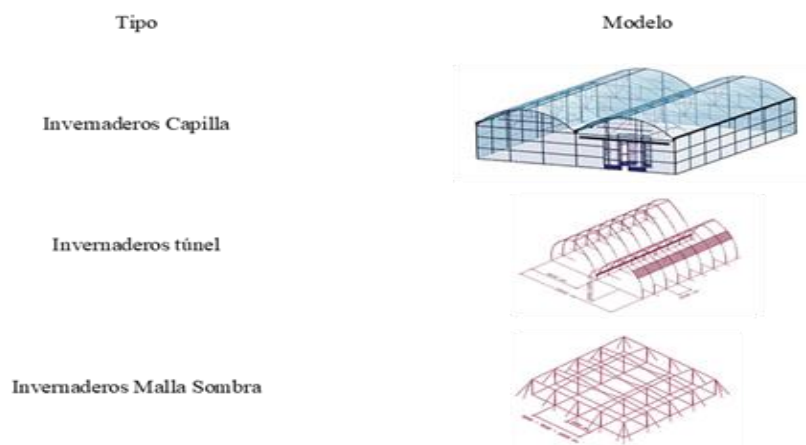 Tipo
Modelo
Invernaderos Capilla
Invernaderos túnel
Invernaderos Malla Sombra